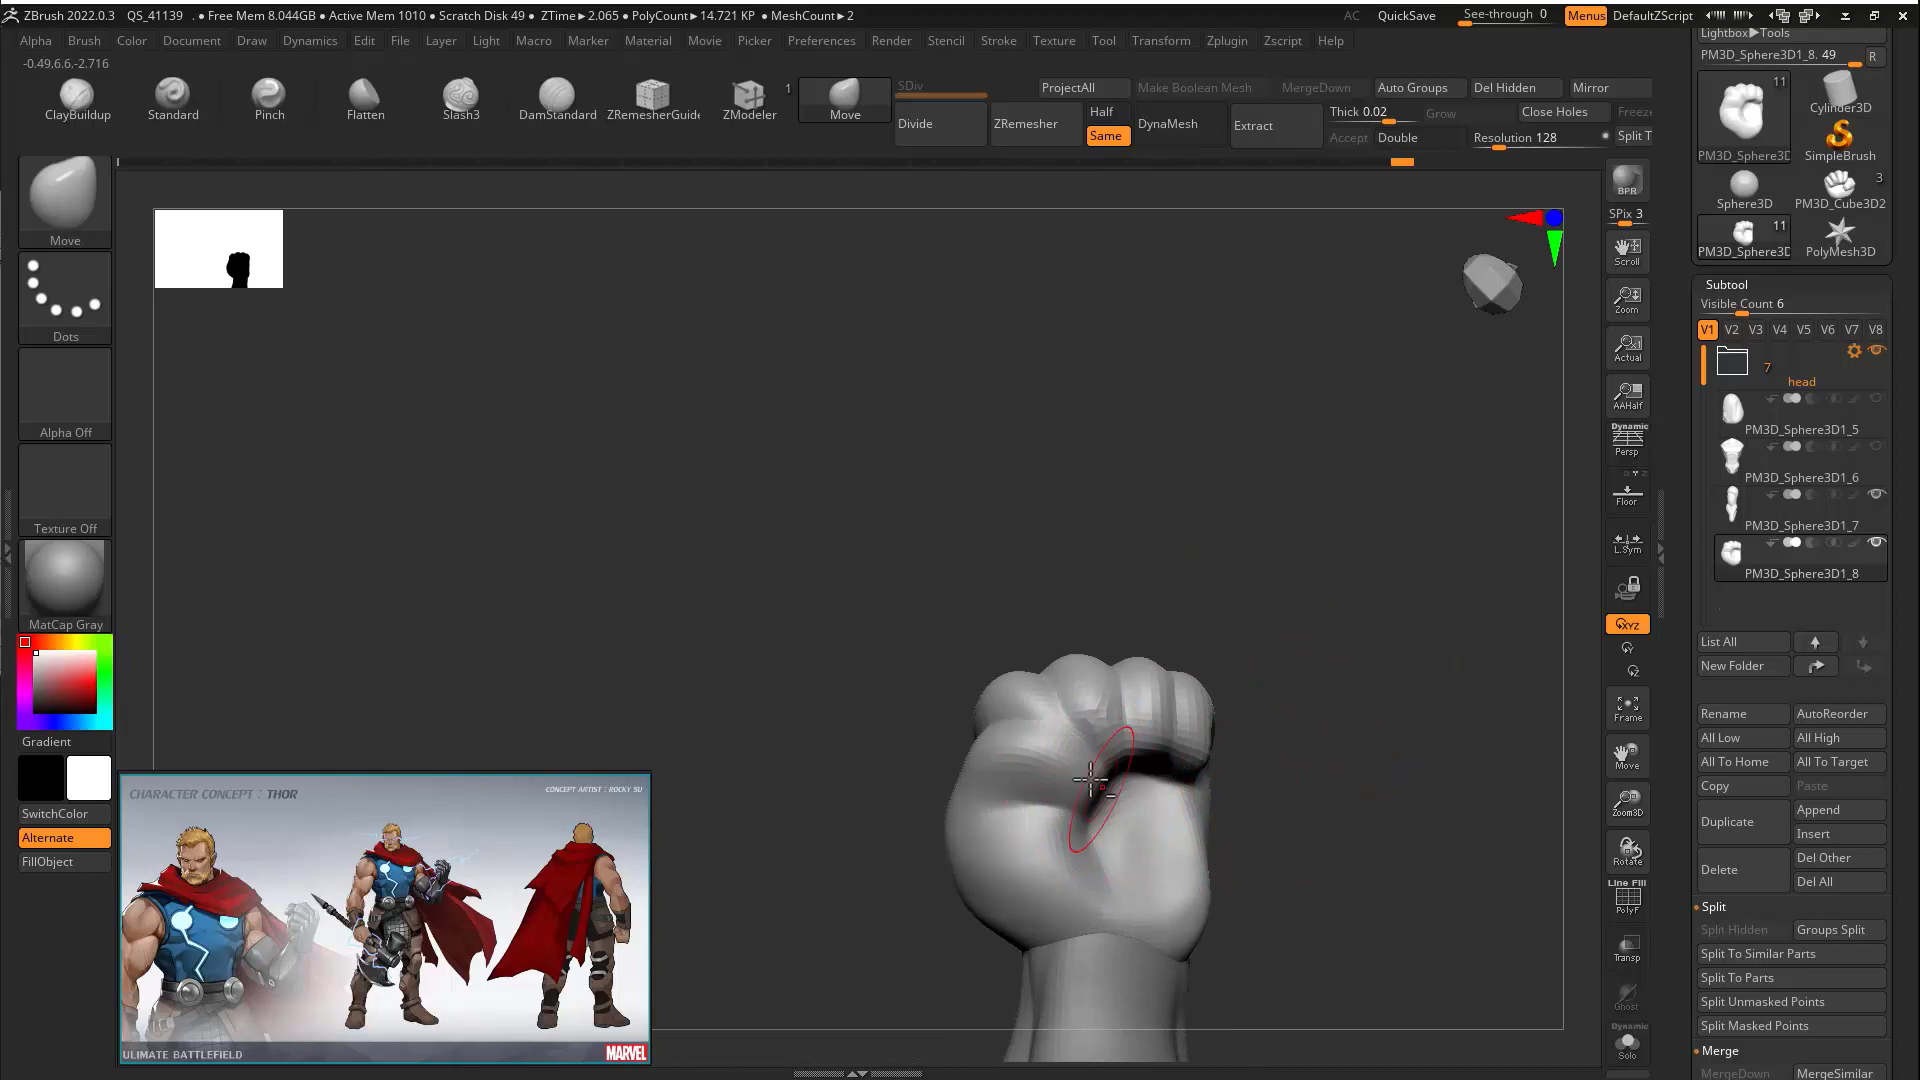 ZBrush 2022.0.3 QS_41139 . • Free Mem 8.044GB • Active Mem 1010 • Scratch Disk 49 • ZTime►2.065 • PolyCount►14.721 KP • MeshCount►2 AC QuickSave See-through 0 Menus DefaultZScript
Alpha Brush Color Document Draw Dynamics Edit File Layer Light Macro Marker Material Movie Picker Preferences Render Stencil Stroke Texture Tool Transform Zplugin Zscript Help
-0.49,6.6,-2.716
ClayBuildup
Standard
Pinch
Flatten
Slash3
DamStandard
ZRemesherGuide
ZModeler
1
Move
SDiv
Divide
ZRemesher
Half
Same
ProjectAll
DynaMesh
Make Boolean Mesh
Extract
MergeDown
Thick 0.02
Accept
Double
Auto Groups
Grow
Del Hidden
Close Holes
Resolution 128
Mirror
Freeze
Split T
Move
Dots
Alpha Off
Texture Off
MatCap Gray
Gradient
SwitchColor
Alternate
FillObject
CHARACTER CONCEPT : THOR
CONCEPT ARTIST : ROCKY SU
ULIMATE BATTLEFIELD
MARVEL
BPR
SPix 3
Scroll
Zoom
Actual
AAHalf
Dynamic
Persp
Floor
L.Sym
XYZ
Y
Z
Frame
Move
Zoom3D
Rotate
Line Fill
PolyF
Transp
Ghost
Dynamic
Solo
Lightbox►Tools
PM3D_Sphere3D1_8. 49 R
11
PM3D_Sphere3D
Cylinder3D
SimpleBrush
Sphere3D
3
PM3D_Cube3D2
11
PM3D_Sphere3D
PolyMesh3D
Subtool
Visible Count 6
V1 V2 V3 V4 V5 V6 V7 V8
7
head
PM3D_Sphere3D1_5
PM3D_Sphere3D1_6
PM3D_Sphere3D1_7
PM3D_Sphere3D1_8
List All
New Folder
Rename AutoReorder
All Low All High
All To Home All To Target
Copy Paste
Duplicate Append
Insert
Delete Del Other
Del All
Split
Split Hidden Groups Split
Split To Similar Parts
Split To Parts
Split Unmasked Points
Split Masked Points
Merge
MergeDown MergeSimilar